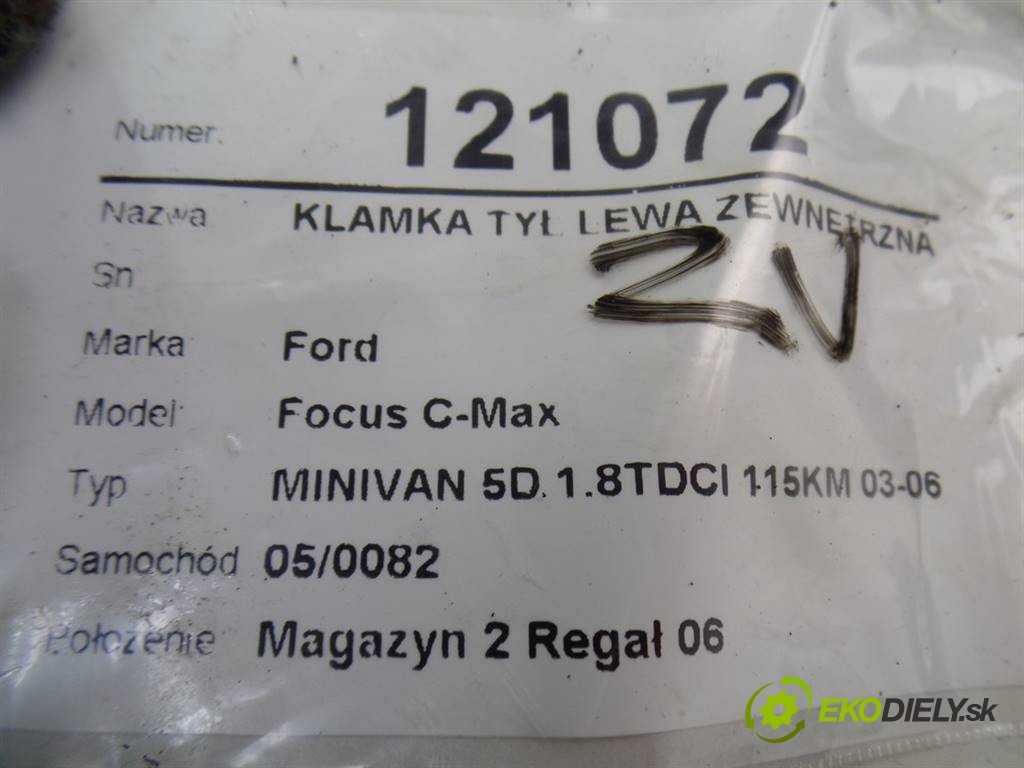 Numer. 121072
Nazwa KLAMKA TYŁ LEWA ZEWNĘTRZNA
Sn
Marka Ford
Model Focus C-Max
Typ MINIVAN 5D. 1.8TDCI 115KM 03-06
Samochód 05/0082
Położenie Magazyn 2 Regał 06
EKODIELY.sk